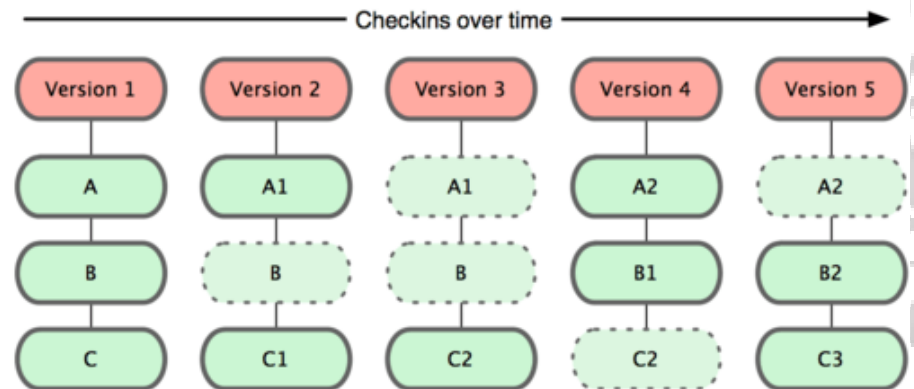 Checkins over time
Version 1 Version 2 Version 3 Version 4 Version 5
A A1 A1 A2 A2
B B B B1 B2
C C1 C2 C2 C3